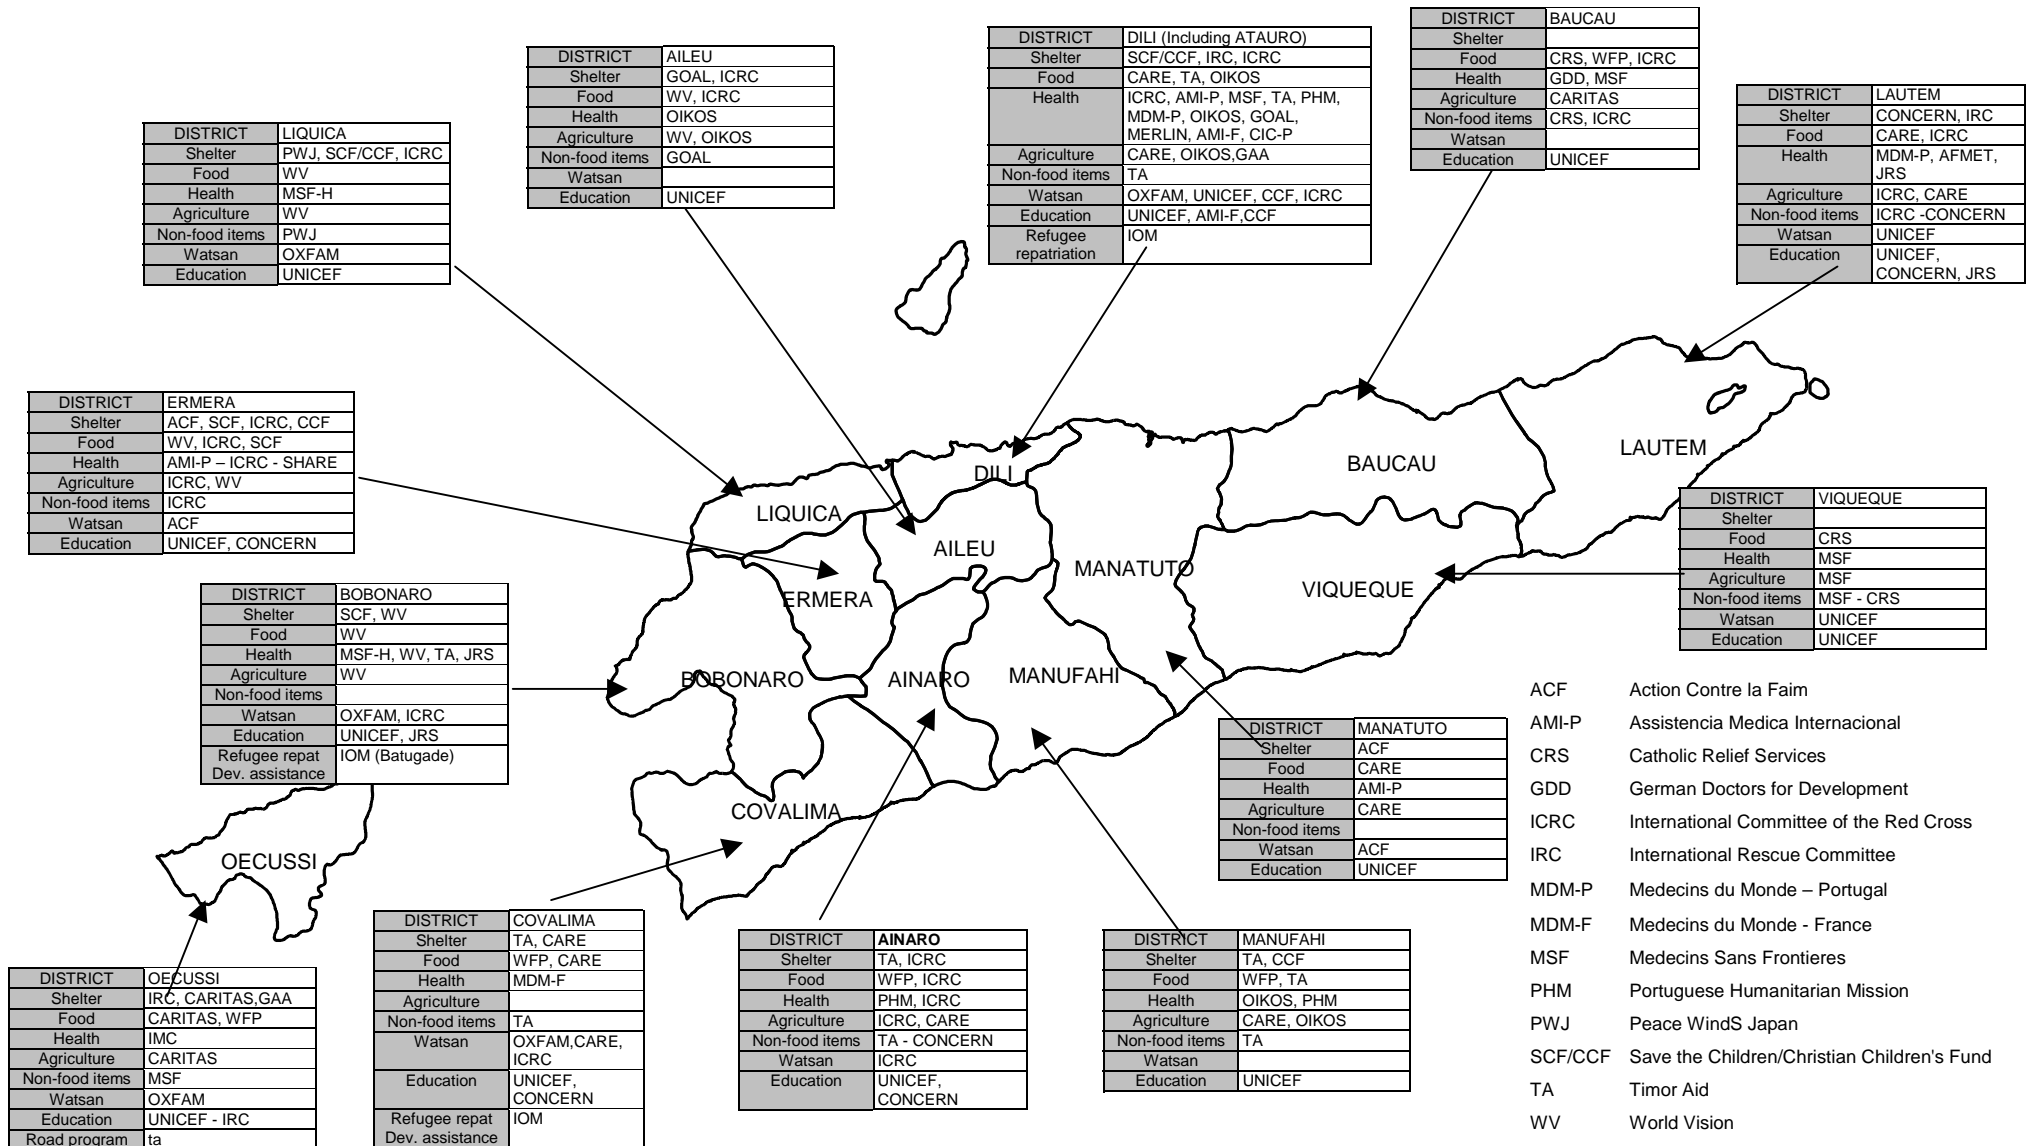 DISTRICT LIQUICA
Shelter PWJ, SCF/CCF, ICRC
Food WV
Health MSF-H
Agriculture WV
Non-food items PWJ
Watsan OXFAM
Education UNICEF
DISTRICT AILEU
Shelter GOAL, ICRC
Food WV, ICRC
Health OIKOS
Agriculture WV, OIKOS
Non-food items GOAL
Watsan
Education UNICEF
DISTRICT DILI (Including ATAURO)
Shelter SCF/CCF, IRC, ICRC
Food CARE, TA, OIKOS
Health ICRC, AMI-P, MSF, TA, PHM,
MDM-P, OIKOS, GOAL,
MERLIN, AMI-F, CIC-P
Agriculture CARE, OIKOS,GAA
Non-food items TA
Watsan OXFAM, UNICEF, CCF, ICRC
Education UNICEF, AMI-F,CCF
Refugee IOM
repatriation
DISTRICT BAUCAU
Shelter
Food CRS, WFP, ICRC
Health GDD, MSF
Agriculture CARITAS
Non-food items CRS, ICRC
Watsan
Education UNICEF
DISTRICT LAUTEM
Shelter CONCERN, IRC
Food CARE, ICRC
Health MDM-P, AFMET,
JRS
Agriculture ICRC, CARE
Non-food items ICRC -CONCERN
Watsan UNICEF
Education UNICEF,
CONCERN, JRS
DISTRICT ERMERA
Shelter ACF, SCF, ICRC, CCF
Food WV, ICRC, SCF
Health AMI-P – ICRC - SHARE
Agriculture ICRC, WV
Non-food items ICRC
Watsan ACF
Education UNICEF, CONCERN
DISTRICT BOBONARO
Shelter SCF, WV
Food WV
Health MSF-H, WV, TA, JRS
Agriculture WV
Non-food items
Watsan OXFAM, ICRC
Education UNICEF, JRS
Refugee repat IOM (Batugade)
Dev. assistance
LAUTEM
BAUCAU
DILI
LIQUICA
AILEU
MANATUTO
VIQUEQUE
ERMERA
BOBONARO
AINARO
MANUFAHI
COVALIMA
OECUSSI
DISTRICT VIQUEQUE
Shelter
Food CRS
Health MSF
Agriculture MSF
Non-food items MSF - CRS
Watsan UNICEF
Education UNICEF
DISTRICT MANATUTO
Shelter ACF
Food CARE
Health AMI-P
Agriculture CARE
Non-food items
Watsan ACF
Education UNICEF
DISTRICT OECUSSI
Shelter IRC, CARITAS,GAA
Food CARITAS, WFP
Health IMC
Agriculture CARITAS
Non-food items MSF
Watsan OXFAM
Education UNICEF - IRC
Road program ta
DISTRICT COVALIMA
Shelter TA, CARE
Food WFP, CARE
Health MDM-F
Agriculture
Non-food items TA
Watsan OXFAM,CARE,
ICRC
Education UNICEF,
CONCERN
Refugee repat IOM
Dev. assistance
DISTRICT AINARO
Shelter TA, ICRC
Food WFP, ICRC
Health PHM, ICRC
Agriculture ICRC, CARE
Non-food items TA - CONCERN
Watsan ICRC
Education UNICEF,
CONCERN
DISTRICT MANUFAHI
Shelter TA, CCF
Food WFP, TA
Health OIKOS, PHM
Agriculture CARE, OIKOS
Non-food items TA
Watsan
Education UNICEF
ACF Action Contre la Faim
AMI-P Assistencia Medica Internacional
CRS Catholic Relief Services
GDD German Doctors for Development
ICRC International Committee of the Red Cross
IRC International Rescue Committee
MDM-P Medecins du Monde – Portugal
MDM-F Medecins du Monde - France
MSF Medecins Sans Frontieres
PHM Portuguese Humanitarian Mission
PWJ Peace WindS Japan
SCF/CCF Save the Children/Christian Children's Fund
TA Timor Aid
WV World Vision